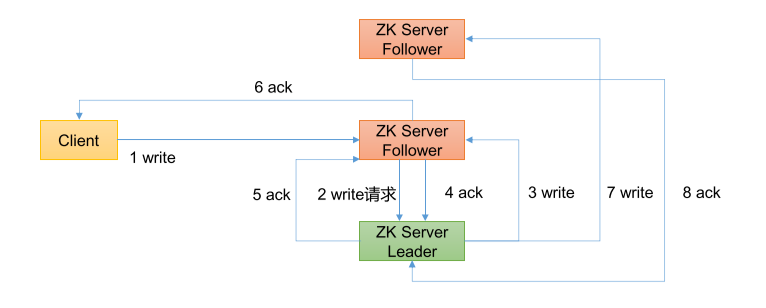 ZK Server
Follower
6 ack
Client
ZK Server
Follower
1 write
5 ack
2 write请求
4 ack
3 write
7 write
8 ack
ZK Server
Leader